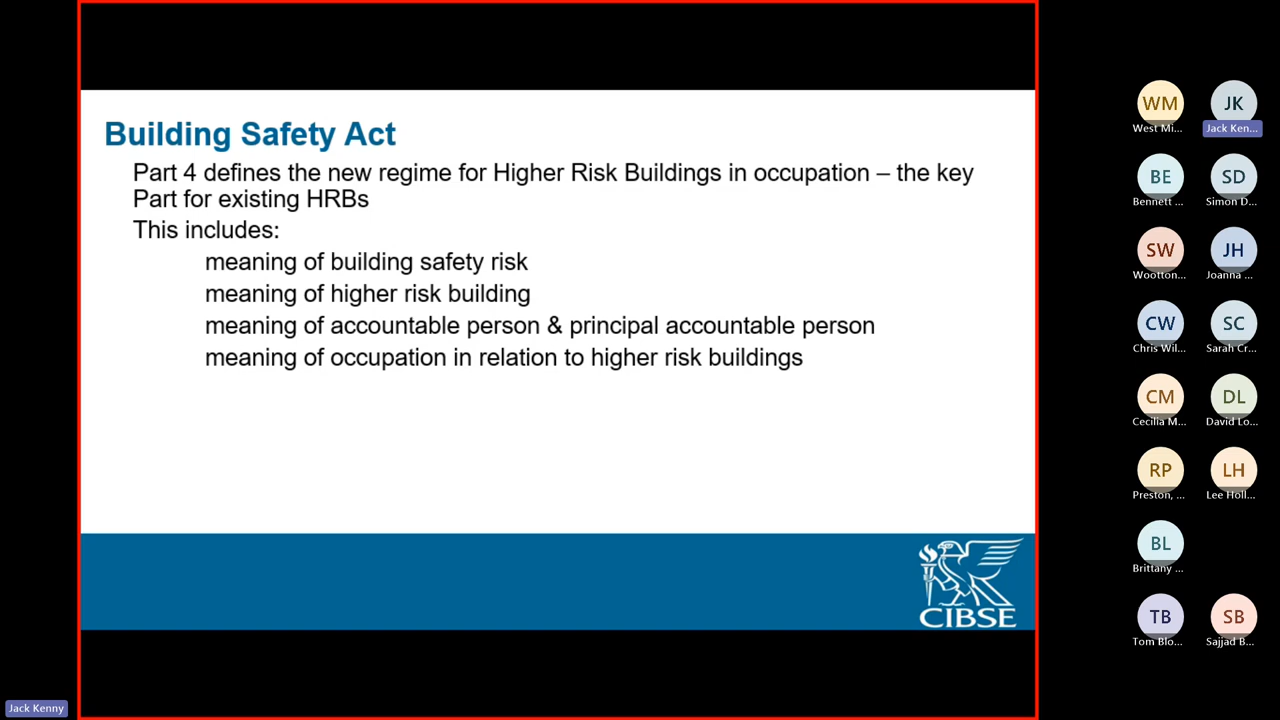 Building Safety Act
Part 4 defines the new regime for Higher Risk Buildings in occupation – the key
Part for existing HRBs
This includes:
meaning of building safety risk
meaning of higher risk building
meaning of accountable person & principal accountable person
meaning of occupation in relation to higher risk buildings
CIBSE
WM
West Mi...
JK
Jack Ken...
BE
Bennett ...
SD
Simon D...
SW
Wootton...
JH
Joanna ...
CW
Chris Wil...
SC
Sarah Cr...
CM
Cecilia M...
DL
David Lo...
RP
Preston, ...
LH
Lee Holl...
BL
Brittany ...
TB
Tom Blo...
SB
Sajjad B...
Jack Kenny